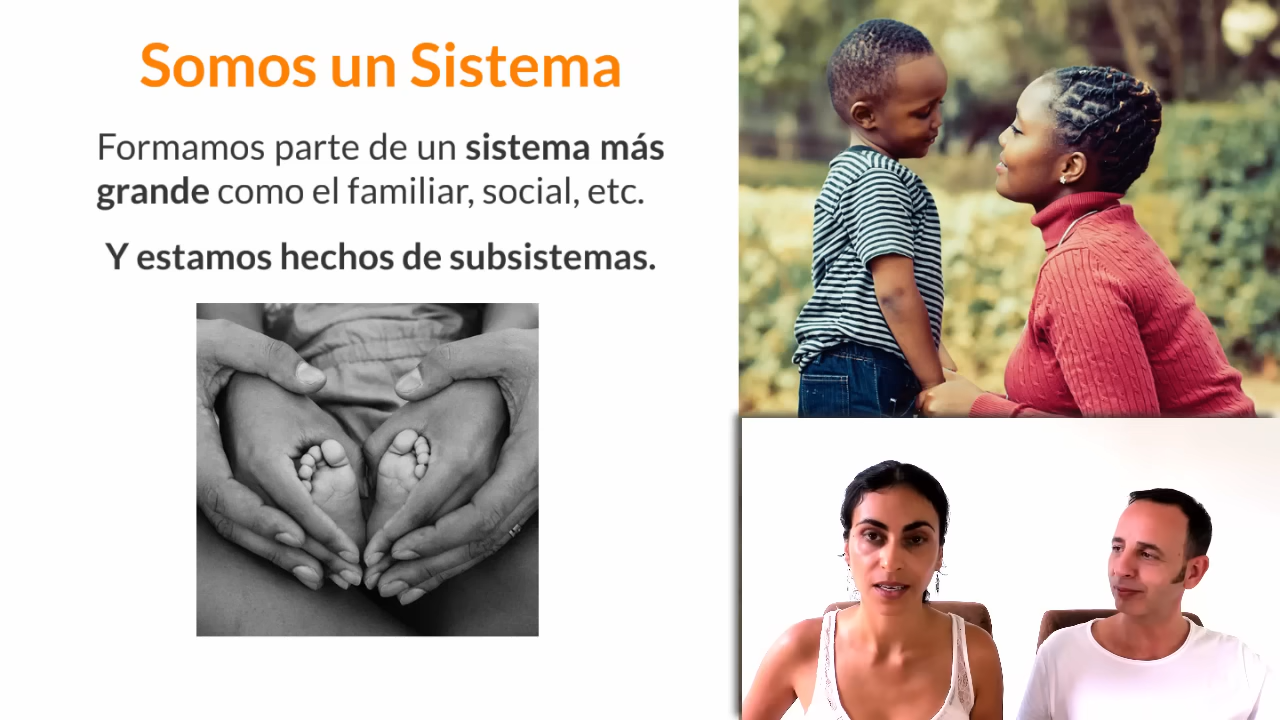 Somos un Sistema
Formamos parte de un sistema más
grande como el familiar, social, etc.
Y estamos hechos de subsistemas.